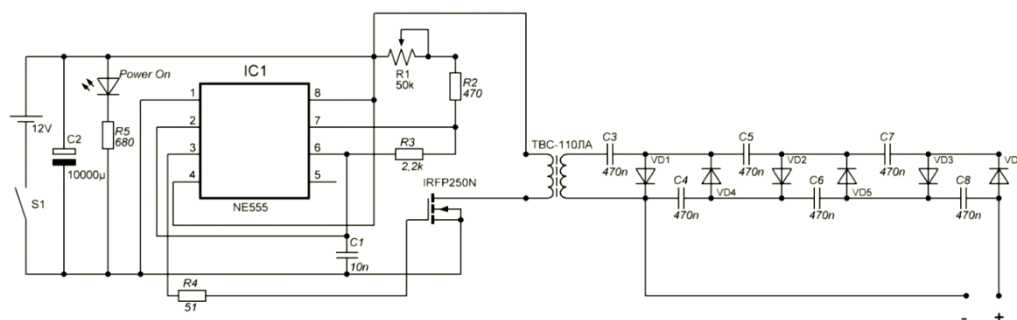 Power On
IC1
R1
50k
R2
470
12V
C2
10000µ
R5
680
1
2
3
4
8
7
6
5
NE555
R3
2,2k
S1
IRFP250N
C1
10n
R4
51
ТВС-110ЛА
C3
470n
C5
470n
C7
470n
VD1
VD2
VD3
VD
C4
470n
VD4
C6
470n
VD5
C8
470n
- +